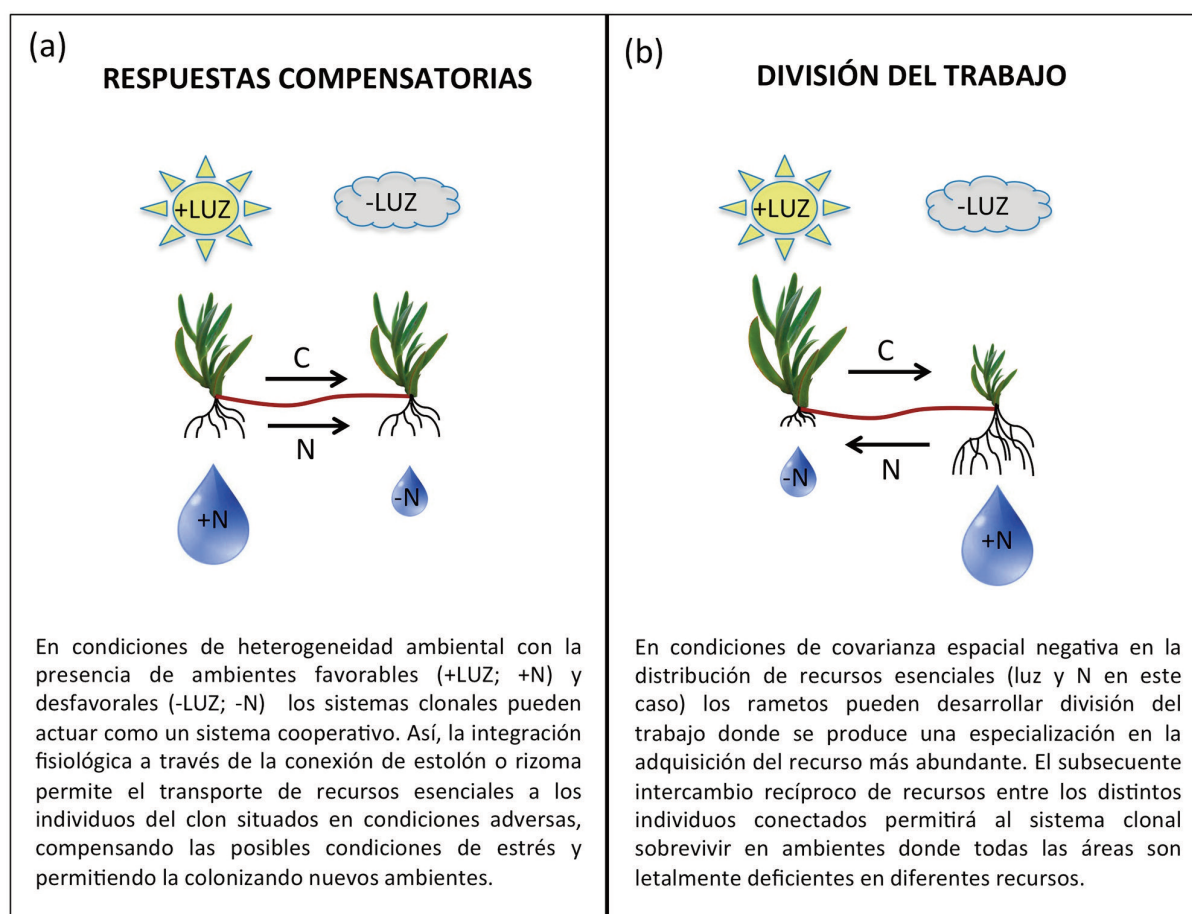 (a)
RESPUESTAS COMPENSATORIAS
+LUZ
-LUZ
C
N
+N
-N
En condiciones de heterogeneidad ambiental con la
presencia de ambientes favorables (+LUZ; +N) y
desfavorales (-LUZ; -N) los sistemas clonales pueden
actuar como un sistema cooperativo. Así, la integración
fisiológica a través de la conexión de estolón o rizoma
permite el transporte de recursos esenciales a los
individuos del clon situados en condiciones adversas,
compensando las posibles condiciones de estrés y
permitiendo la colonizando nuevos ambientes.
(b)
DIVISIÓN DEL TRABAJO
+LUZ
-LUZ
C
N
-N
+N
En condiciones de covarianza espacial negativa en la
distribución de recursos esenciales (luz y N en este
caso) los rametos pueden desarrollar división del
trabajo donde se produce una especialización en la
adquisición del recurso más abundante. El subsecuente
intercambio recíproco de recursos entre los distintos
individuos conectados permitirá al sistema clonal
sobrevivir en ambientes donde todas las áreas son
letalmente deficientes en diferentes recursos.